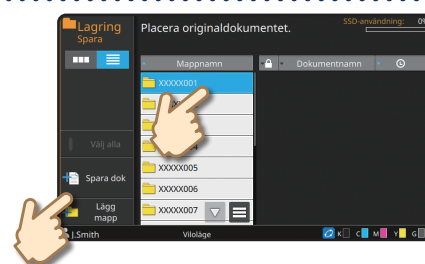 Lagring
Spara
Placera originaldokumentet.
SSD-användning: 0%
Mappnamn
Dokumentnamn
XXXXX001
Välj alla
XXXXX005
Spara dok
XXXXX006
Lägg
mapp
XXXXX007
J.Smith
Viloläge
K
C
M
Y
G